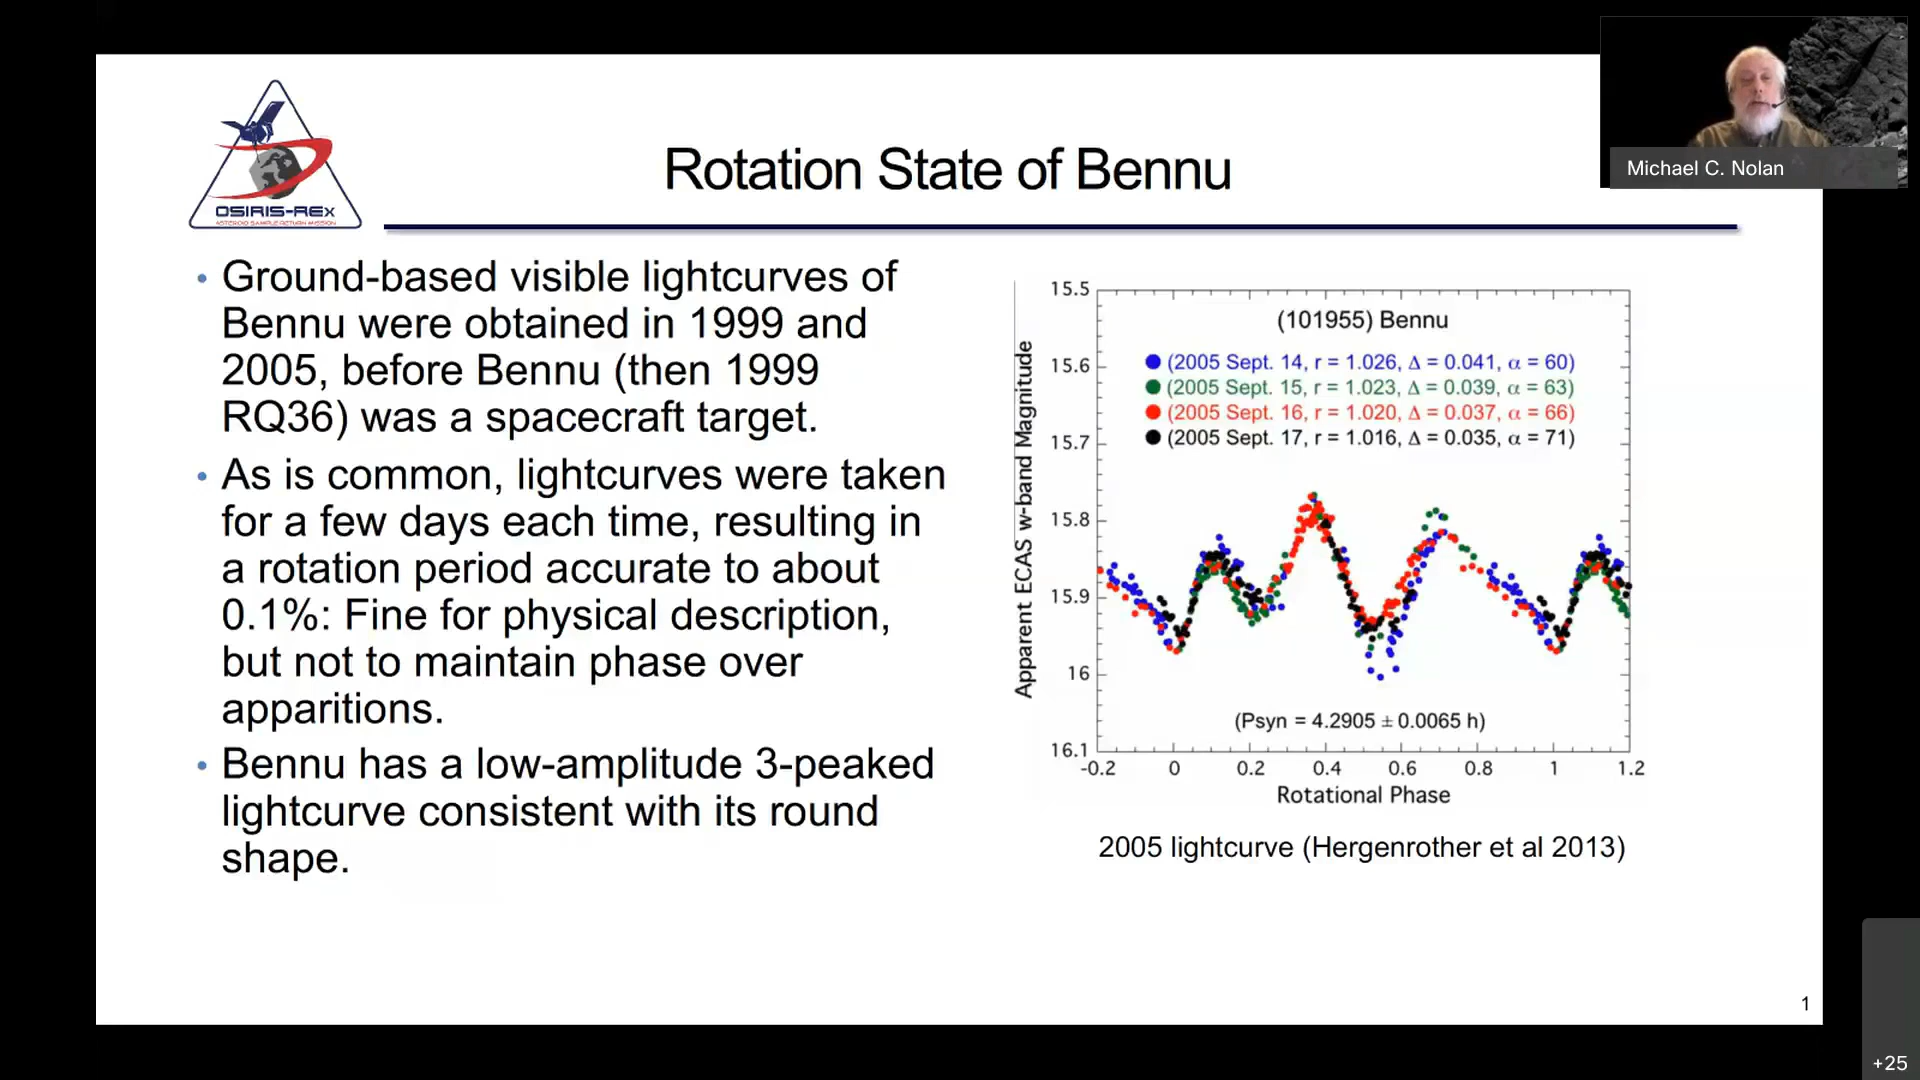 Michael C. Nolan
OSIRIS-REx
ASTEROID SAMPLE RETURN MISSION
Rotation State of Bennu
• Ground-based visible lightcurves of
Bennu were obtained in 1999 and
2005, before Bennu (then 1999
RQ36) was a spacecraft target.
• As is common, lightcurves were taken
for a few days each time, resulting in
a rotation period accurate to about
0.1%: Fine for physical description,
but not to maintain phase over
apparitions.
• Bennu has a low-amplitude 3-peaked
lightcurve consistent with its round
shape.
Apparent ECAS w-band Magnitude
15.5
15.6
15.7
15.8
15.9
16
16.1
(101955) Bennu
(2005 Sept. 14, r = 1.026, Δ = 0.041, α = 60)
(2005 Sept. 15, r = 1.023, Δ = 0.039, α = 63)
(2005 Sept. 16, r = 1.020, Δ = 0.037, α = 66)
(2005 Sept. 17, r = 1.016, Δ = 0.035, α = 71)
(Psyn = 4.2905 ± 0.0065 h)
-0.2 0 0.2 0.4 0.6 0.8 1 1.2
Rotational Phase
2005 lightcurve (Hergenrother et al 2013)
1
+25